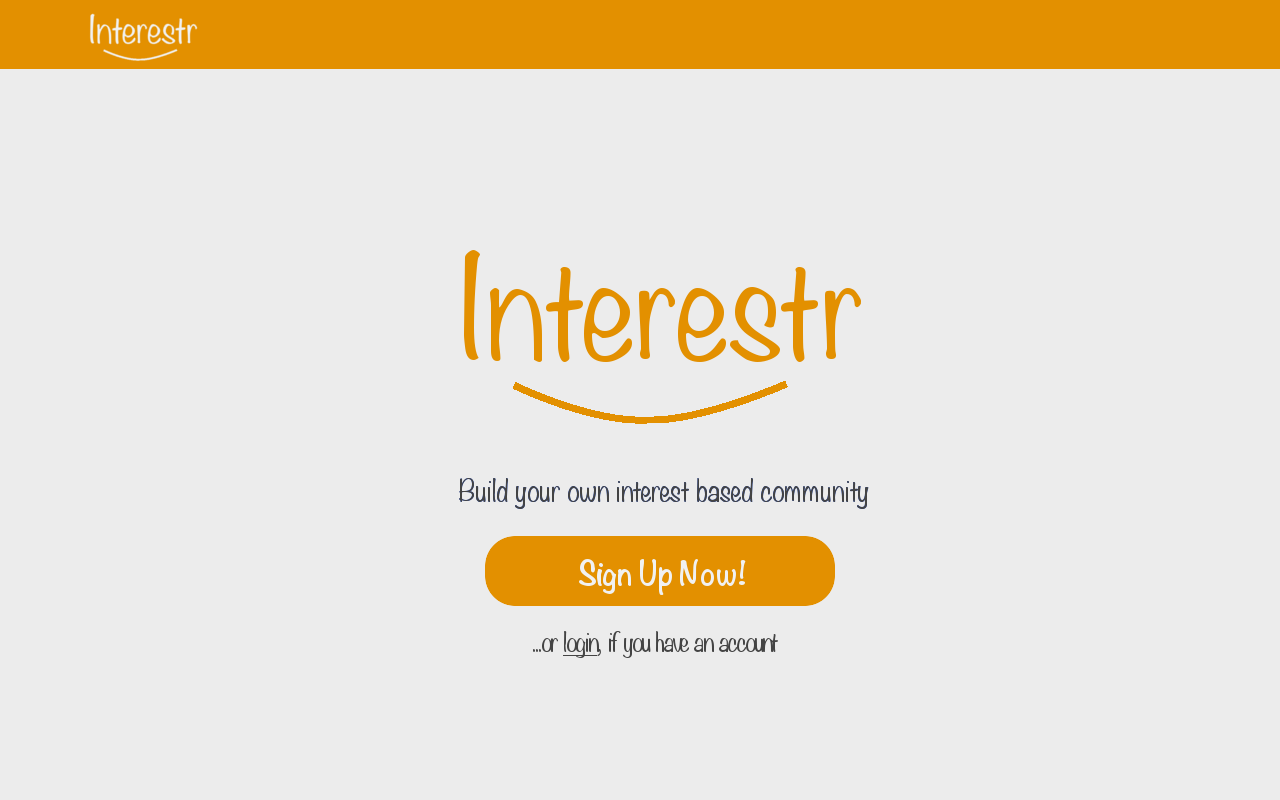 Interestr
Interestr
Build your own interest based community
Sign Up Now!
...or login, if you have an account